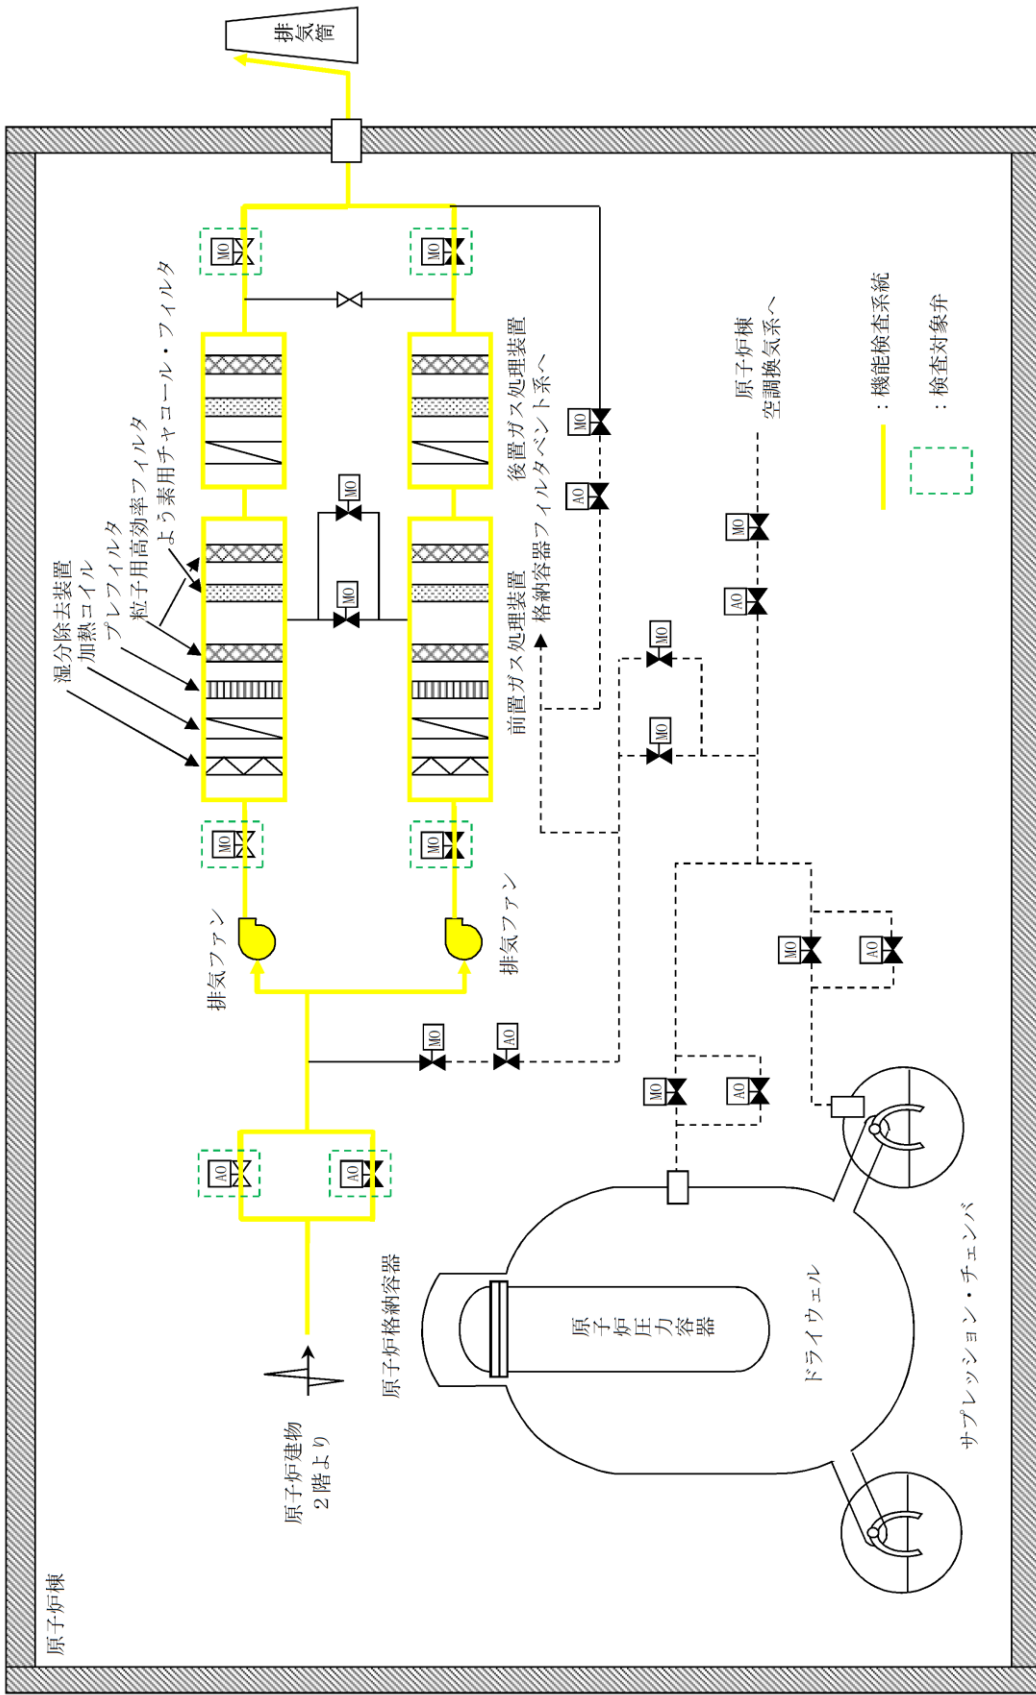 原子炉棟
原子炉建物
２階より
AO
AO
排気ファン
排気ファン
MO
MO
湿分除去装置
加熱コイル
プレフィルタ
粒子用高効率フィルタ
よう素用チャコール・フィルタ
MO
MO
前置ガス処理装置
後置ガス処理装置
MO
MO
排気筒
格納容器フィルタベント系へ
MO
AO
AO
MO
MO
MO
AO
MO
原子炉棟
空調換気系へ
MO
AO
MO
AO
原子炉格納容器
原子炉圧力容器
ドライウェル
サプレッション・チェンバ
：機能検査系統
：検査対象弁